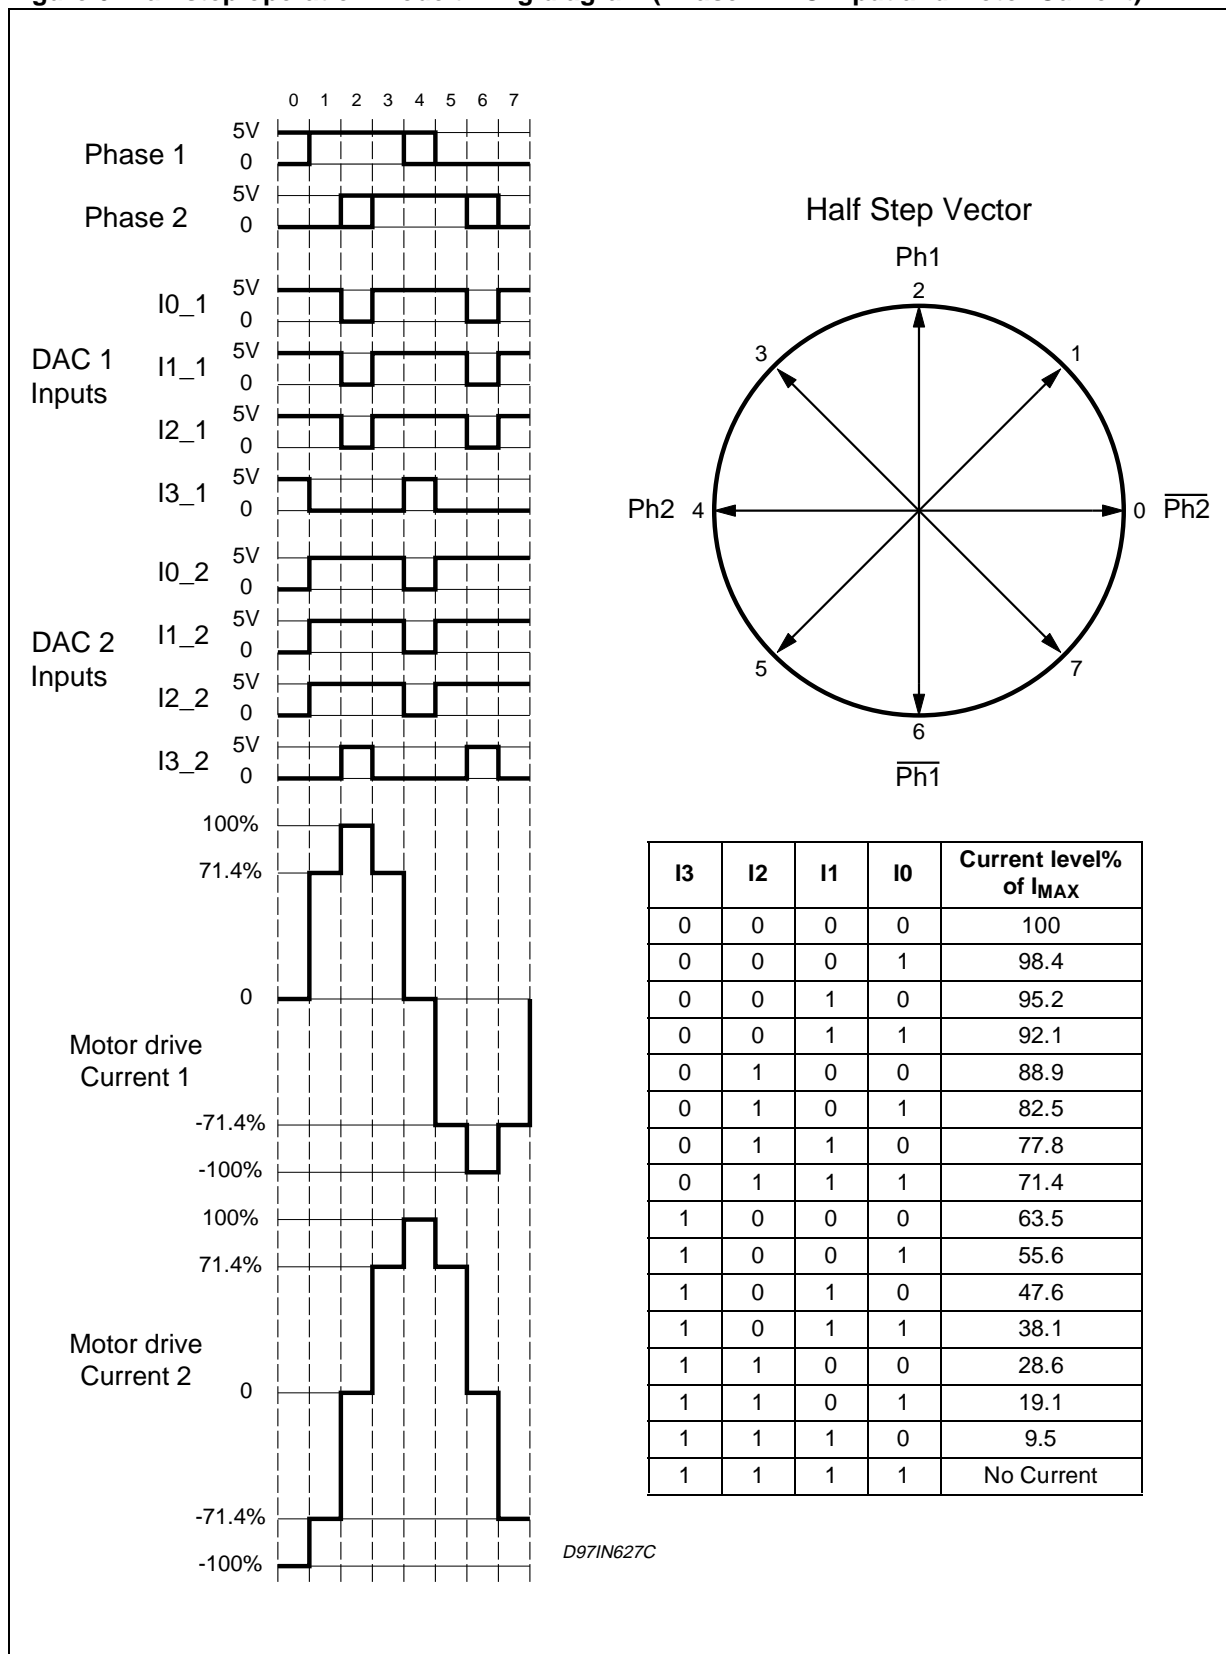 0 1 2 3 4 5 6 7
Phase 1
5V
0
Phase 2
5V
0
DAC 1
Inputs
I0_1
5V
0
I1_1
5V
0
I2_1
5V
0
I3_1
5V
0
DAC 2
Inputs
I0_2
5V
0
I1_2
5V
0
I2_2
5V
0
I3_2
5V
0
Motor drive
Current 1
100%
71.4%
0
-71.4%
-100%
Motor drive
Current 2
100%
71.4%
0
-71.4%
-100%
D97IN627C
Half Step Vector
Ph1
2
3
1
Ph2 4
0 Ph2
5
7
6
Ph1
I3 I2 I1 I0 Current level%
of IMAX
0 0 0 0 100
0 0 0 1 98.4
0 0 1 0 95.2
0 0 1 1 92.1
0 1 0 0 88.9
0 1 0 1 82.5
0 1 1 0 77.8
0 1 1 1 71.4
1 0 0 0 63.5
1 0 0 1 55.6
1 0 1 0 47.6
1 0 1 1 38.1
1 1 0 0 28.6
1 1 0 1 19.1
1 1 1 0 9.5
1 1 1 1 No Current